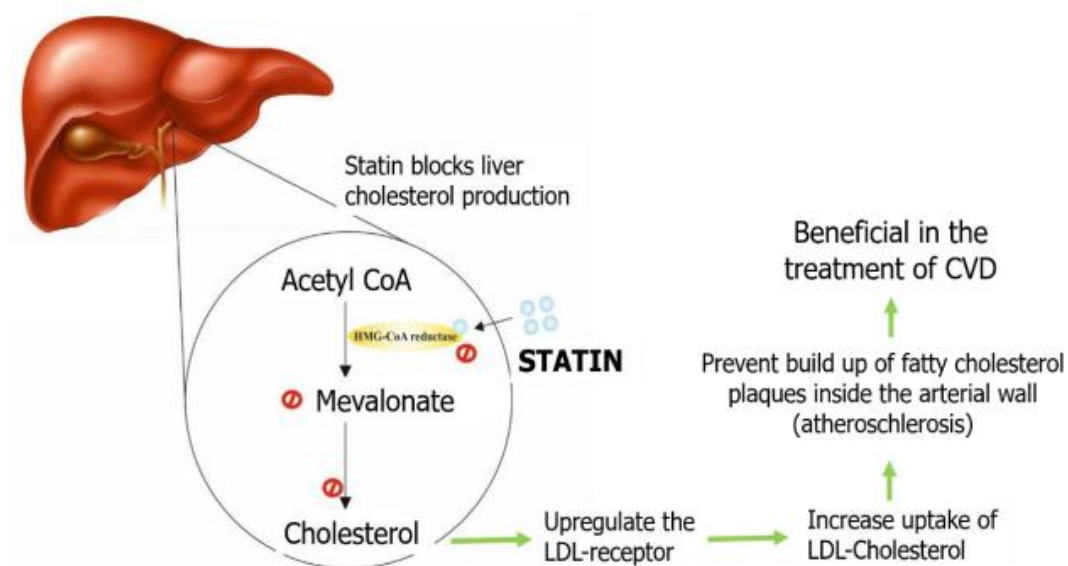 Statin blocks liver
cholesterol production
Acetyl CoA
HMG-CoA reductase
STATIN
Mevalonate
Cholesterol
Upregulate the
LDL-receptor
Increase uptake of
LDL-Cholesterol
Prevent build up of fatty cholesterol
plaques inside the arterial wall
(atheroschlerosis)
Beneficial in the
treatment of CVD